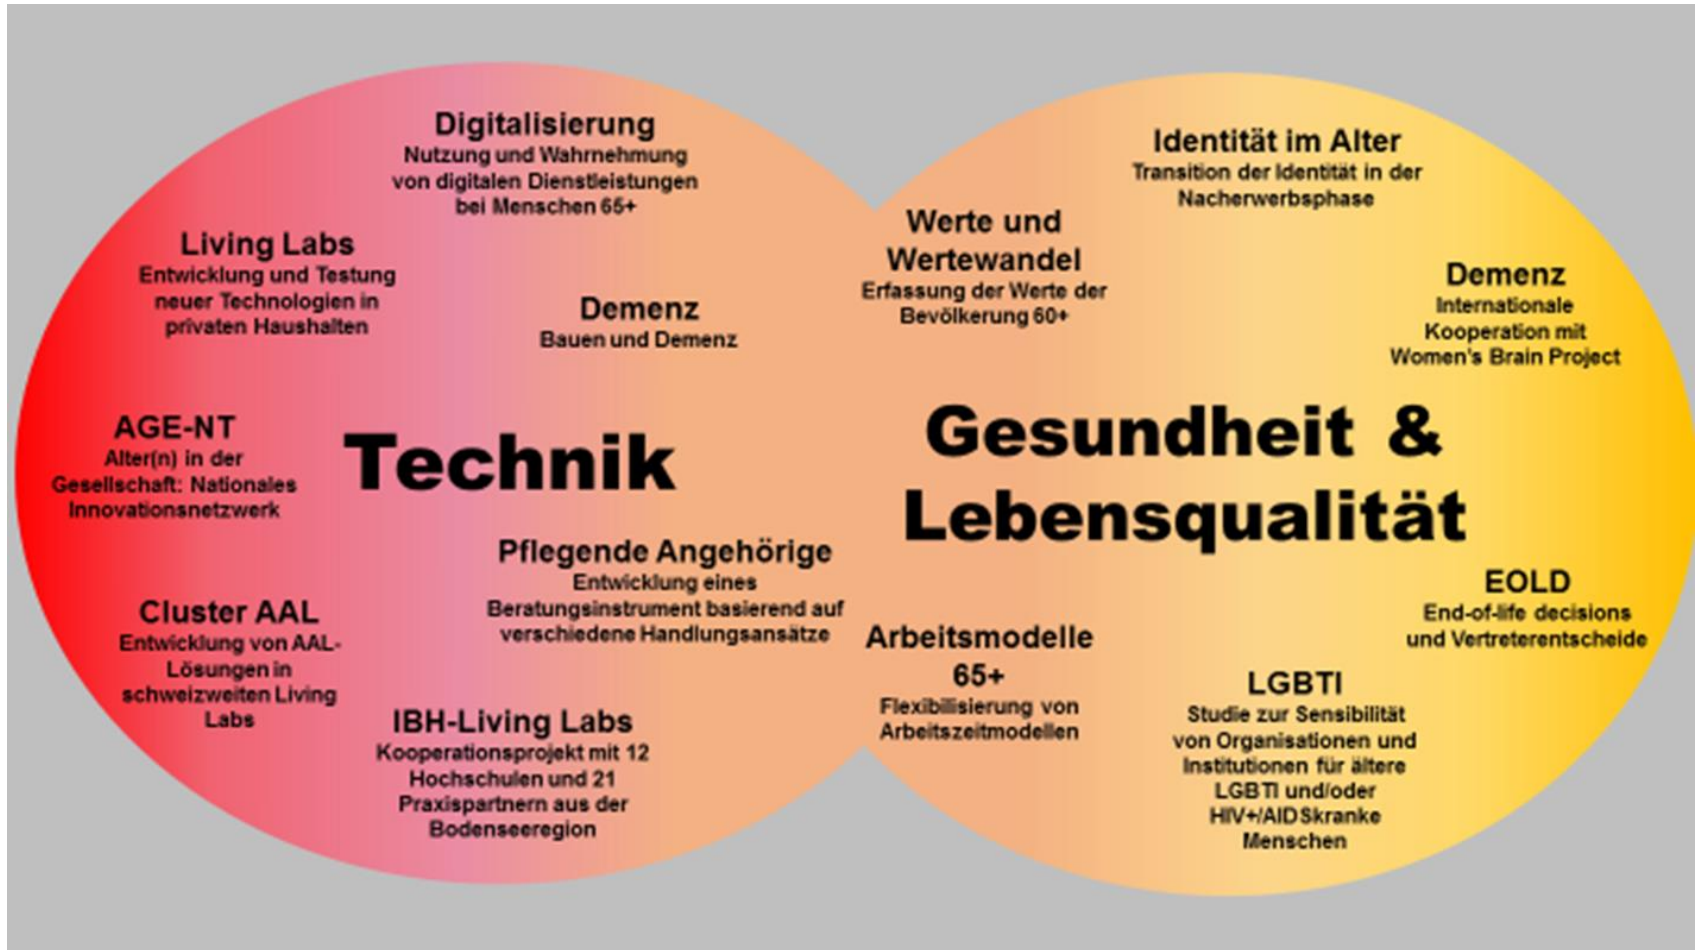 Digitalisierung
Nutzung und Wahrnehmung
von digitalen Dienstleistungen
bei Menschen 65+
Living Labs
Entwicklung und Testung
neuer Technologien in
privaten Haushalten
Demenz
Bauen und Demenz
AGE-NT
Alter(n) in der
Gesellschaft: Nationales
Innovationsnetzwerk
Technik
Pflegende Angehörige
Entwicklung eines
Beratungsinstrument basierend auf
verschiedene Handlungsansätze
Cluster AAL
Entwicklung von AAL-
Lösungen in
schweizweiten Living
Labs
IBH-Living Labs
Kooperationsprojekt mit 12
Hochschulen und 21
Praxispartnern aus der
Bodenseeregion
Identität im Alter
Transition der Identität in der
Nacherwerbsphase
Werte und
Wertewandel
Erfassung der Werte der
Bevölkerung 60+
Demenz
Internationale
Kooperation mit
Women's Brain Project
Gesundheit &
Lebensqualität
EOLD
End-of-life decisions
und Vertreterentscheide
Arbeitsmodelle
65+
Flexibilisierung von
Arbeitszeitmodellen
LGBTI
Studie zur Sensibilität
von Organisationen und
Institutionen für ältere
LGBTI und/oder
HIV+/AIDSkranke
Menschen